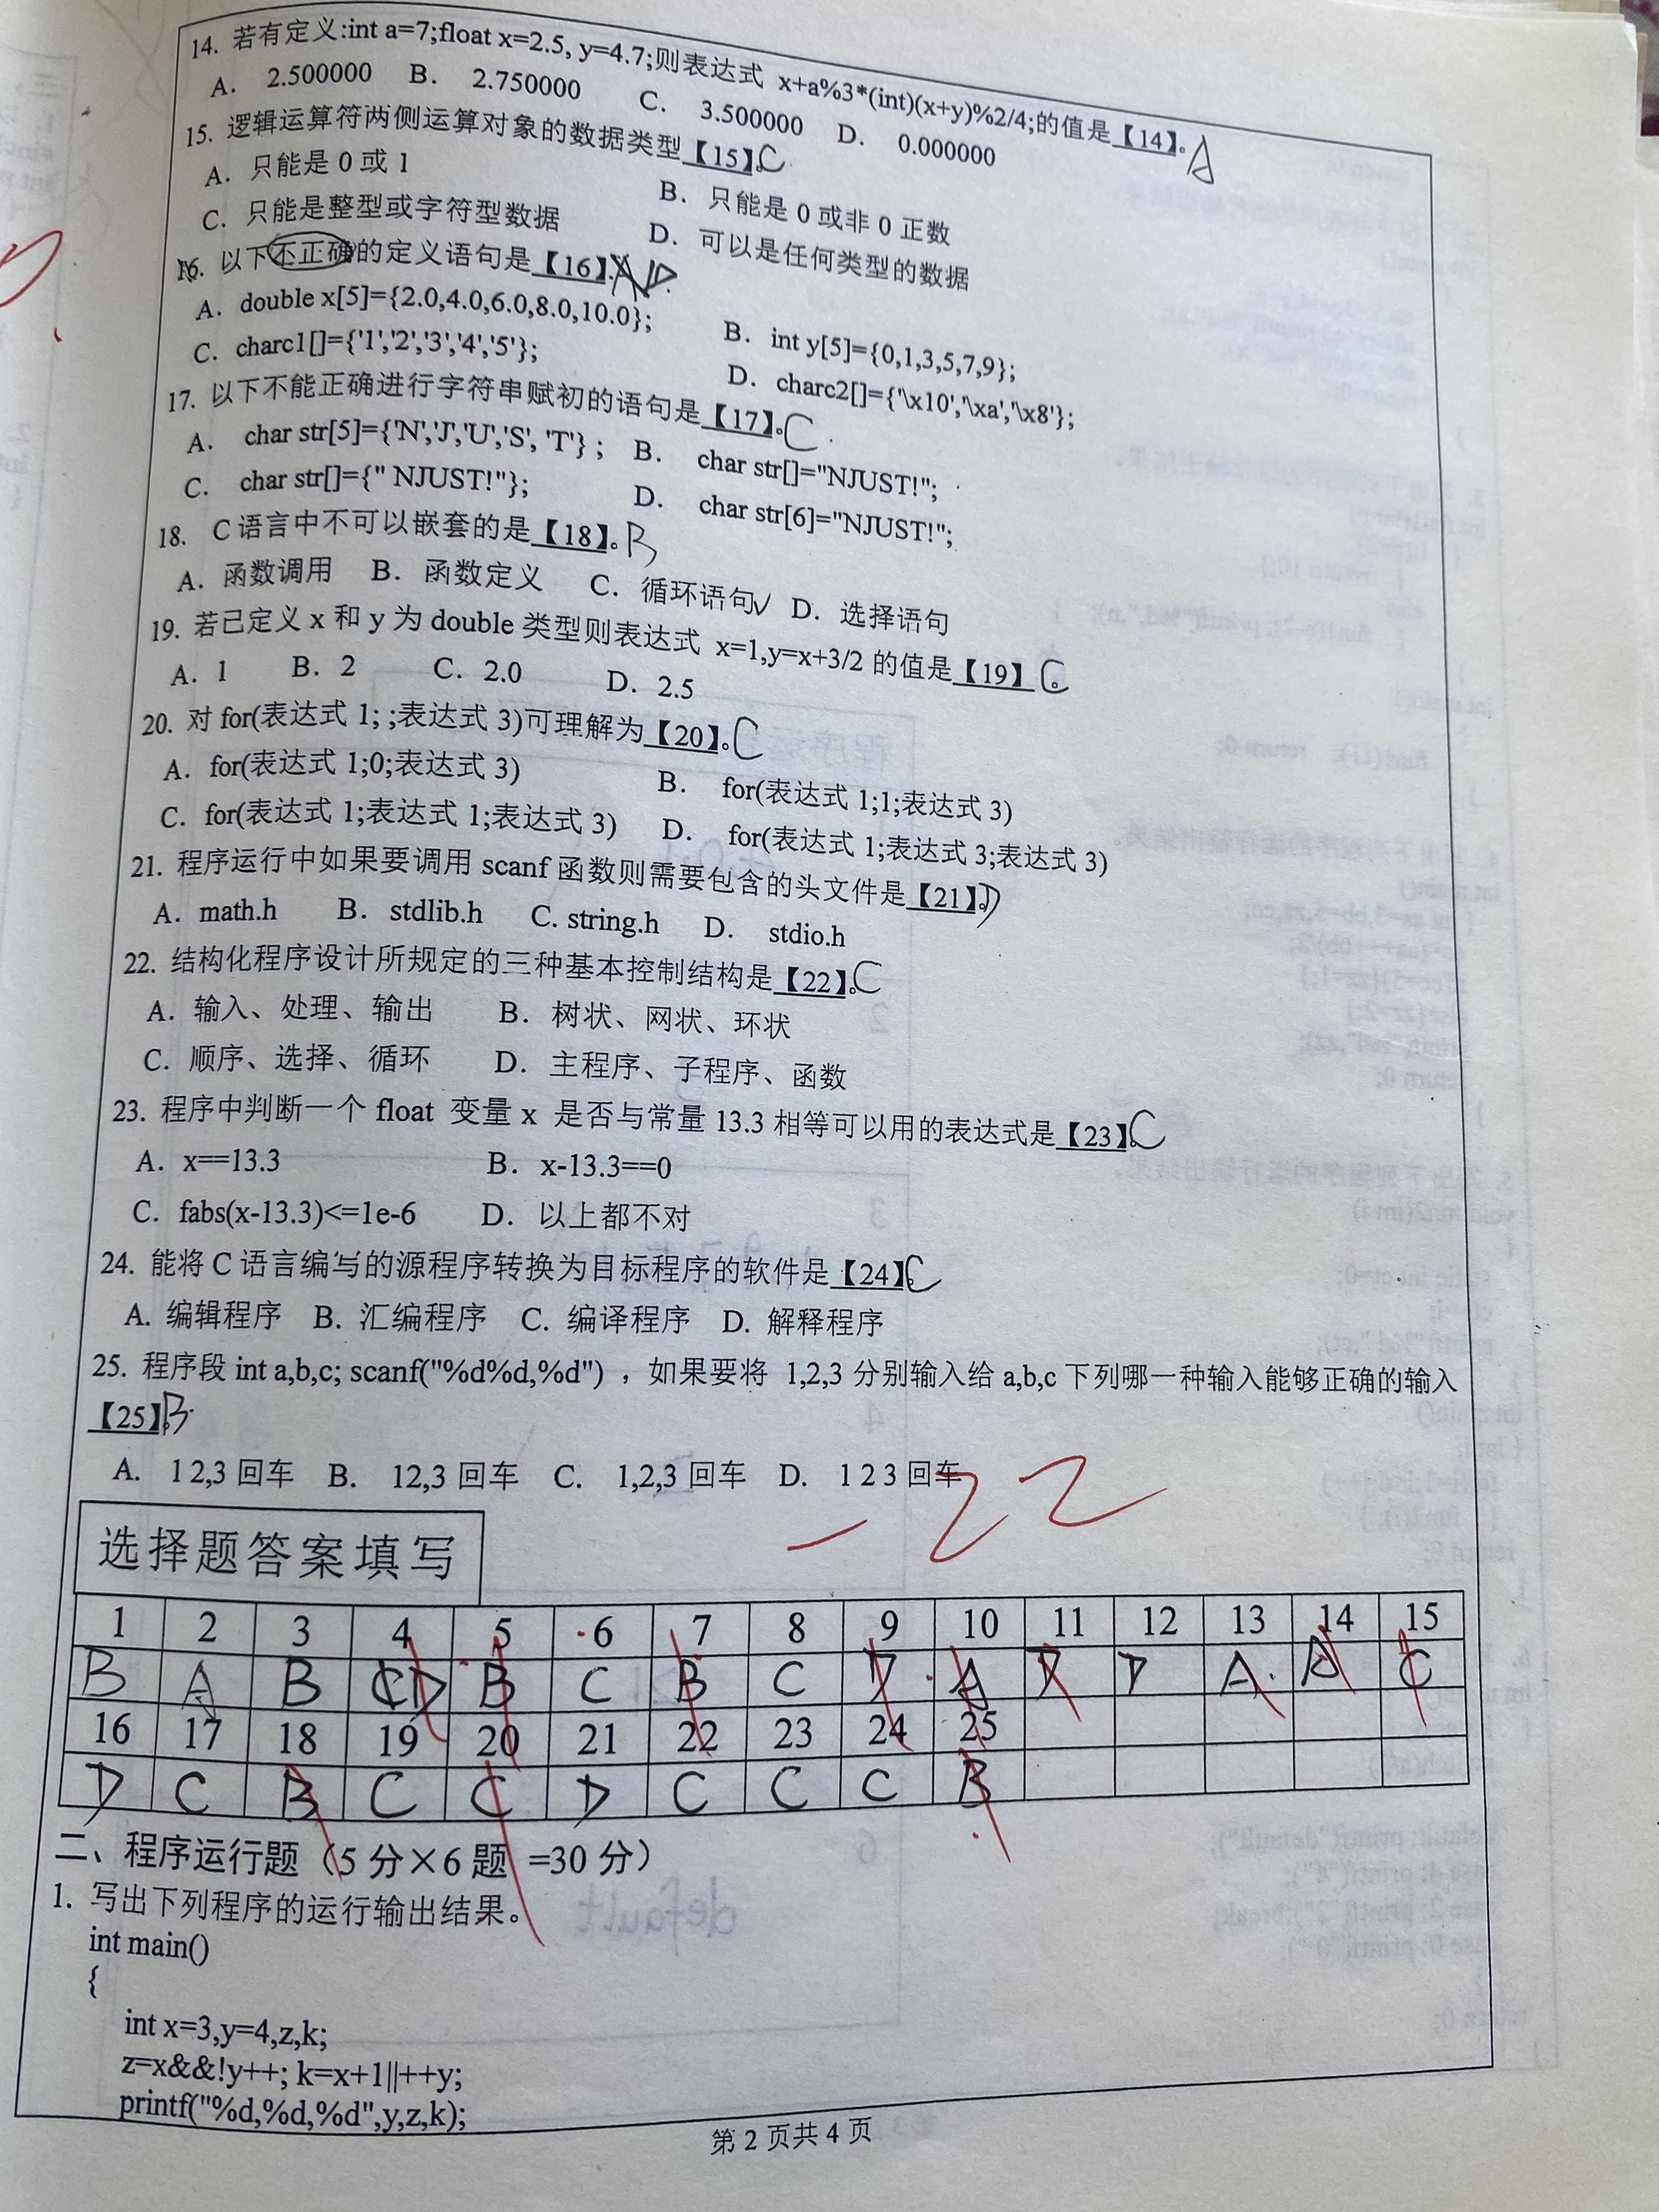 14. 若有定义:int a=7;float x=2.5, y=4.7;则表达式 x+a%3*(int)(x+y)%2/4;的值是【14】。A
A. 2.500000 B. 2.750000 C. 3.500000 D. 0.000000
15. 逻辑运算符两侧运算对象的数据类型【15】。C
A. 只能是 0 或 1 B. 只能是 0 或非 0 正数
C. 只能是整型或字符型数据 D. 可以是任何类型的数据
16. 以下不正确的定义语句是【16】。D
A. double x[5]={2.0,4.0,6.0,8.0,10.0}; B. int y[5]={0,1,3,5,7,9};
C. charc1[]={'1','2','3','4','5'}; D. charc2[]={'\x10','\xa','\x8'};
17. 以下不能正确进行字符串赋初的语句是【17】。C
A. char str[5]={'N','J','U','S', 'T'} ; B. char str[]="NJUST!";
C. char str[]={" NJUST!"}; D. char str[6]="NJUST!";
18. C 语言中不可以嵌套的是【18】。B
A. 函数调用 B. 函数定义 C. 循环语句✓ D. 选择语句
19. 若已定义 x 和 y 为 double 类型则表达式 x=1,y=x+3/2 的值是【19】。C
A. 1 B. 2 C. 2.0 D. 2.5
20. 对 for(表达式 1; ;表达式 3)可理解为【20】。C
A. for(表达式 1;0;表达式 3) B. for(表达式 1;1;表达式 3)
C. for(表达式 1;表达式 1;表达式 3) D. for(表达式 1;表达式 3;表达式 3)
21. 程序运行中如果要调用 scanf 函数则需要包含的头文件是【21】。D
A. math.h B. stdlib.h C. string.h D. stdio.h
22. 结构化程序设计所规定的三种基本控制结构是【22】。C
A. 输入、处理、输出 B. 树状、网状、环状
C. 顺序、选择、循环 D. 主程序、子程序、函数
23. 程序中判断一个 float 变量 x 是否与常量 13.3 相等可以用的表达式是【23】。C
A. x==13.3 B. x-13.3==0
C. fabs(x-13.3)<=1e-6 D. 以上都不对
24. 能将 C 语言编写的源程序转换为目标程序的软件是【24】。C
A. 编辑程序 B. 汇编程序 C. 编译程序 D. 解释程序
25. 程序段 int a,b,c; scanf("%d%d,%d") ，如果要将 1,2,3 分别输入给 a,b,c 下列哪一种输入能够正确的输入
【25】。B
A. 1 2,3 回车 B. 12,3 回车 C. 1,2,3 回车 D. 1 2 3 回车
-22
选择题答案填写
1 2 3 4 5 6 7 8 9 10 11 12 13 14 15
B A B D B C B C D A D D A A C
16 17 18 19 20 21 22 23 24 25
D C B C C D C C C B
二、程序运行题（5 分×6 题 =30 分）
1. 写出下列程序的运行输出结果。
int main()
{
int x=3,y=4,z,k;
z=x&&!y++; k=x+1||++y;
printf("%d,%d,%d",y,z,k);
第 2 页共 4 页